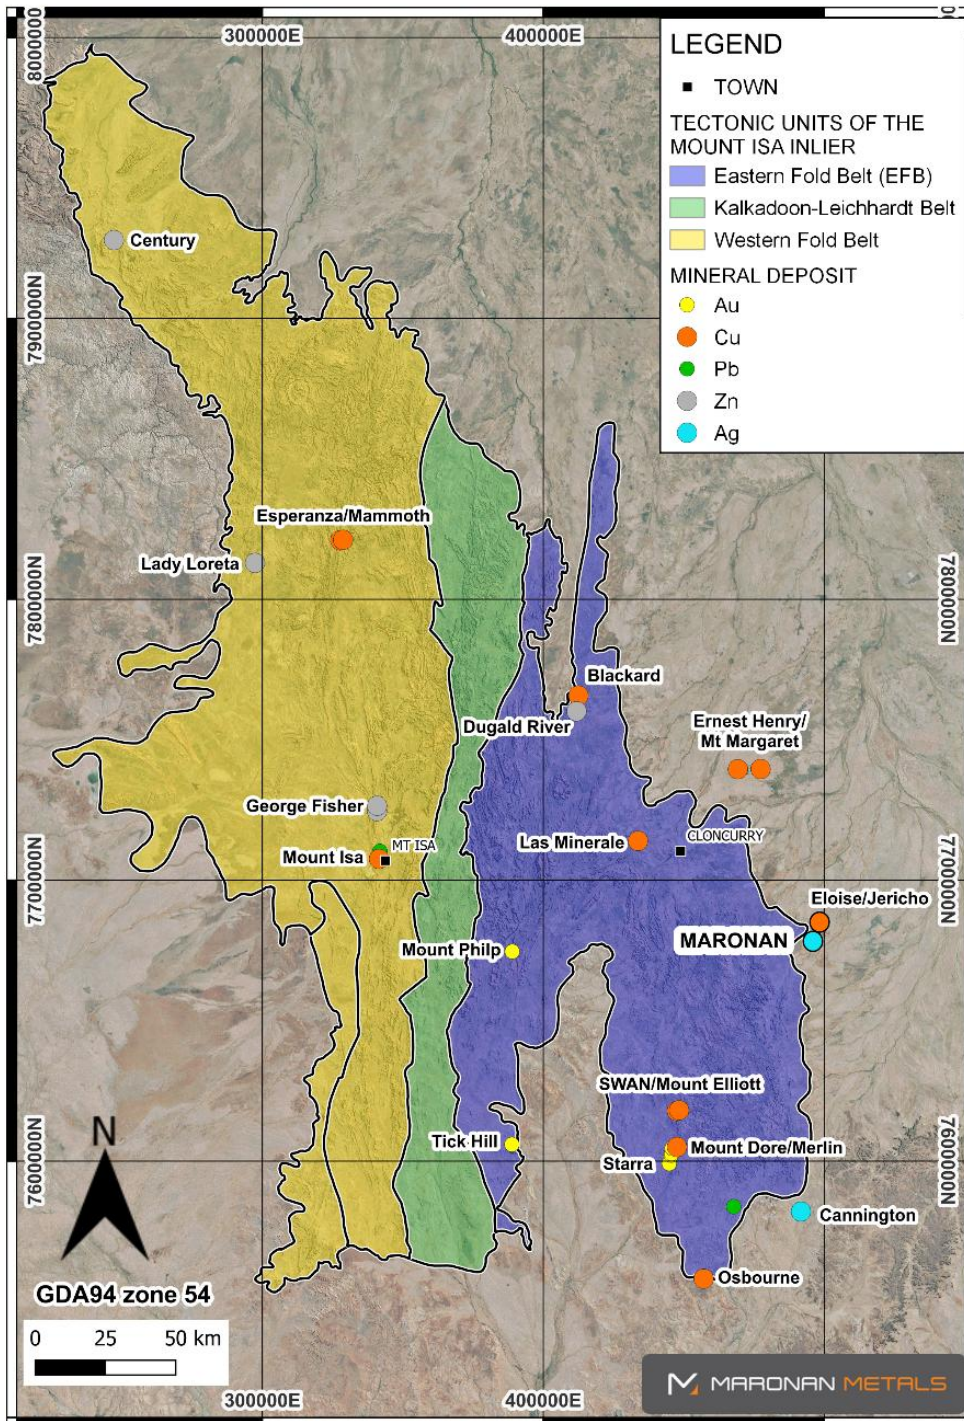 300000E
400000E
8000000N
7900000N
7800000N
7700000N
7600000N
LEGEND
TOWN
TECTONIC UNITS OF THE
MOUNT ISA INLIER
Eastern Fold Belt (EFB)
Kalkadoon-Leichhardt Belt
Western Fold Belt
MINERAL DEPOSIT
Au
Cu
Pb
Zn
Ag
Century
Esperanza/Mammoth
Lady Loreta
7800000N
Blackard
Dugald River
Ernest Henry/
Mt Margaret
George Fisher
MT ISA
Mount Isa
Las Minerale
CLONCURRY
7700000N
Eloise/Jericho
MARONAN
Mount Philp
SWAN/Mount Elliott
Tick Hill
Mount Dore/Merlin
Starra
7600000N
Cannington
Osbourne
N
GDA94 zone 54
0 25 50 km
300000E
400000E
MARONAN METALS